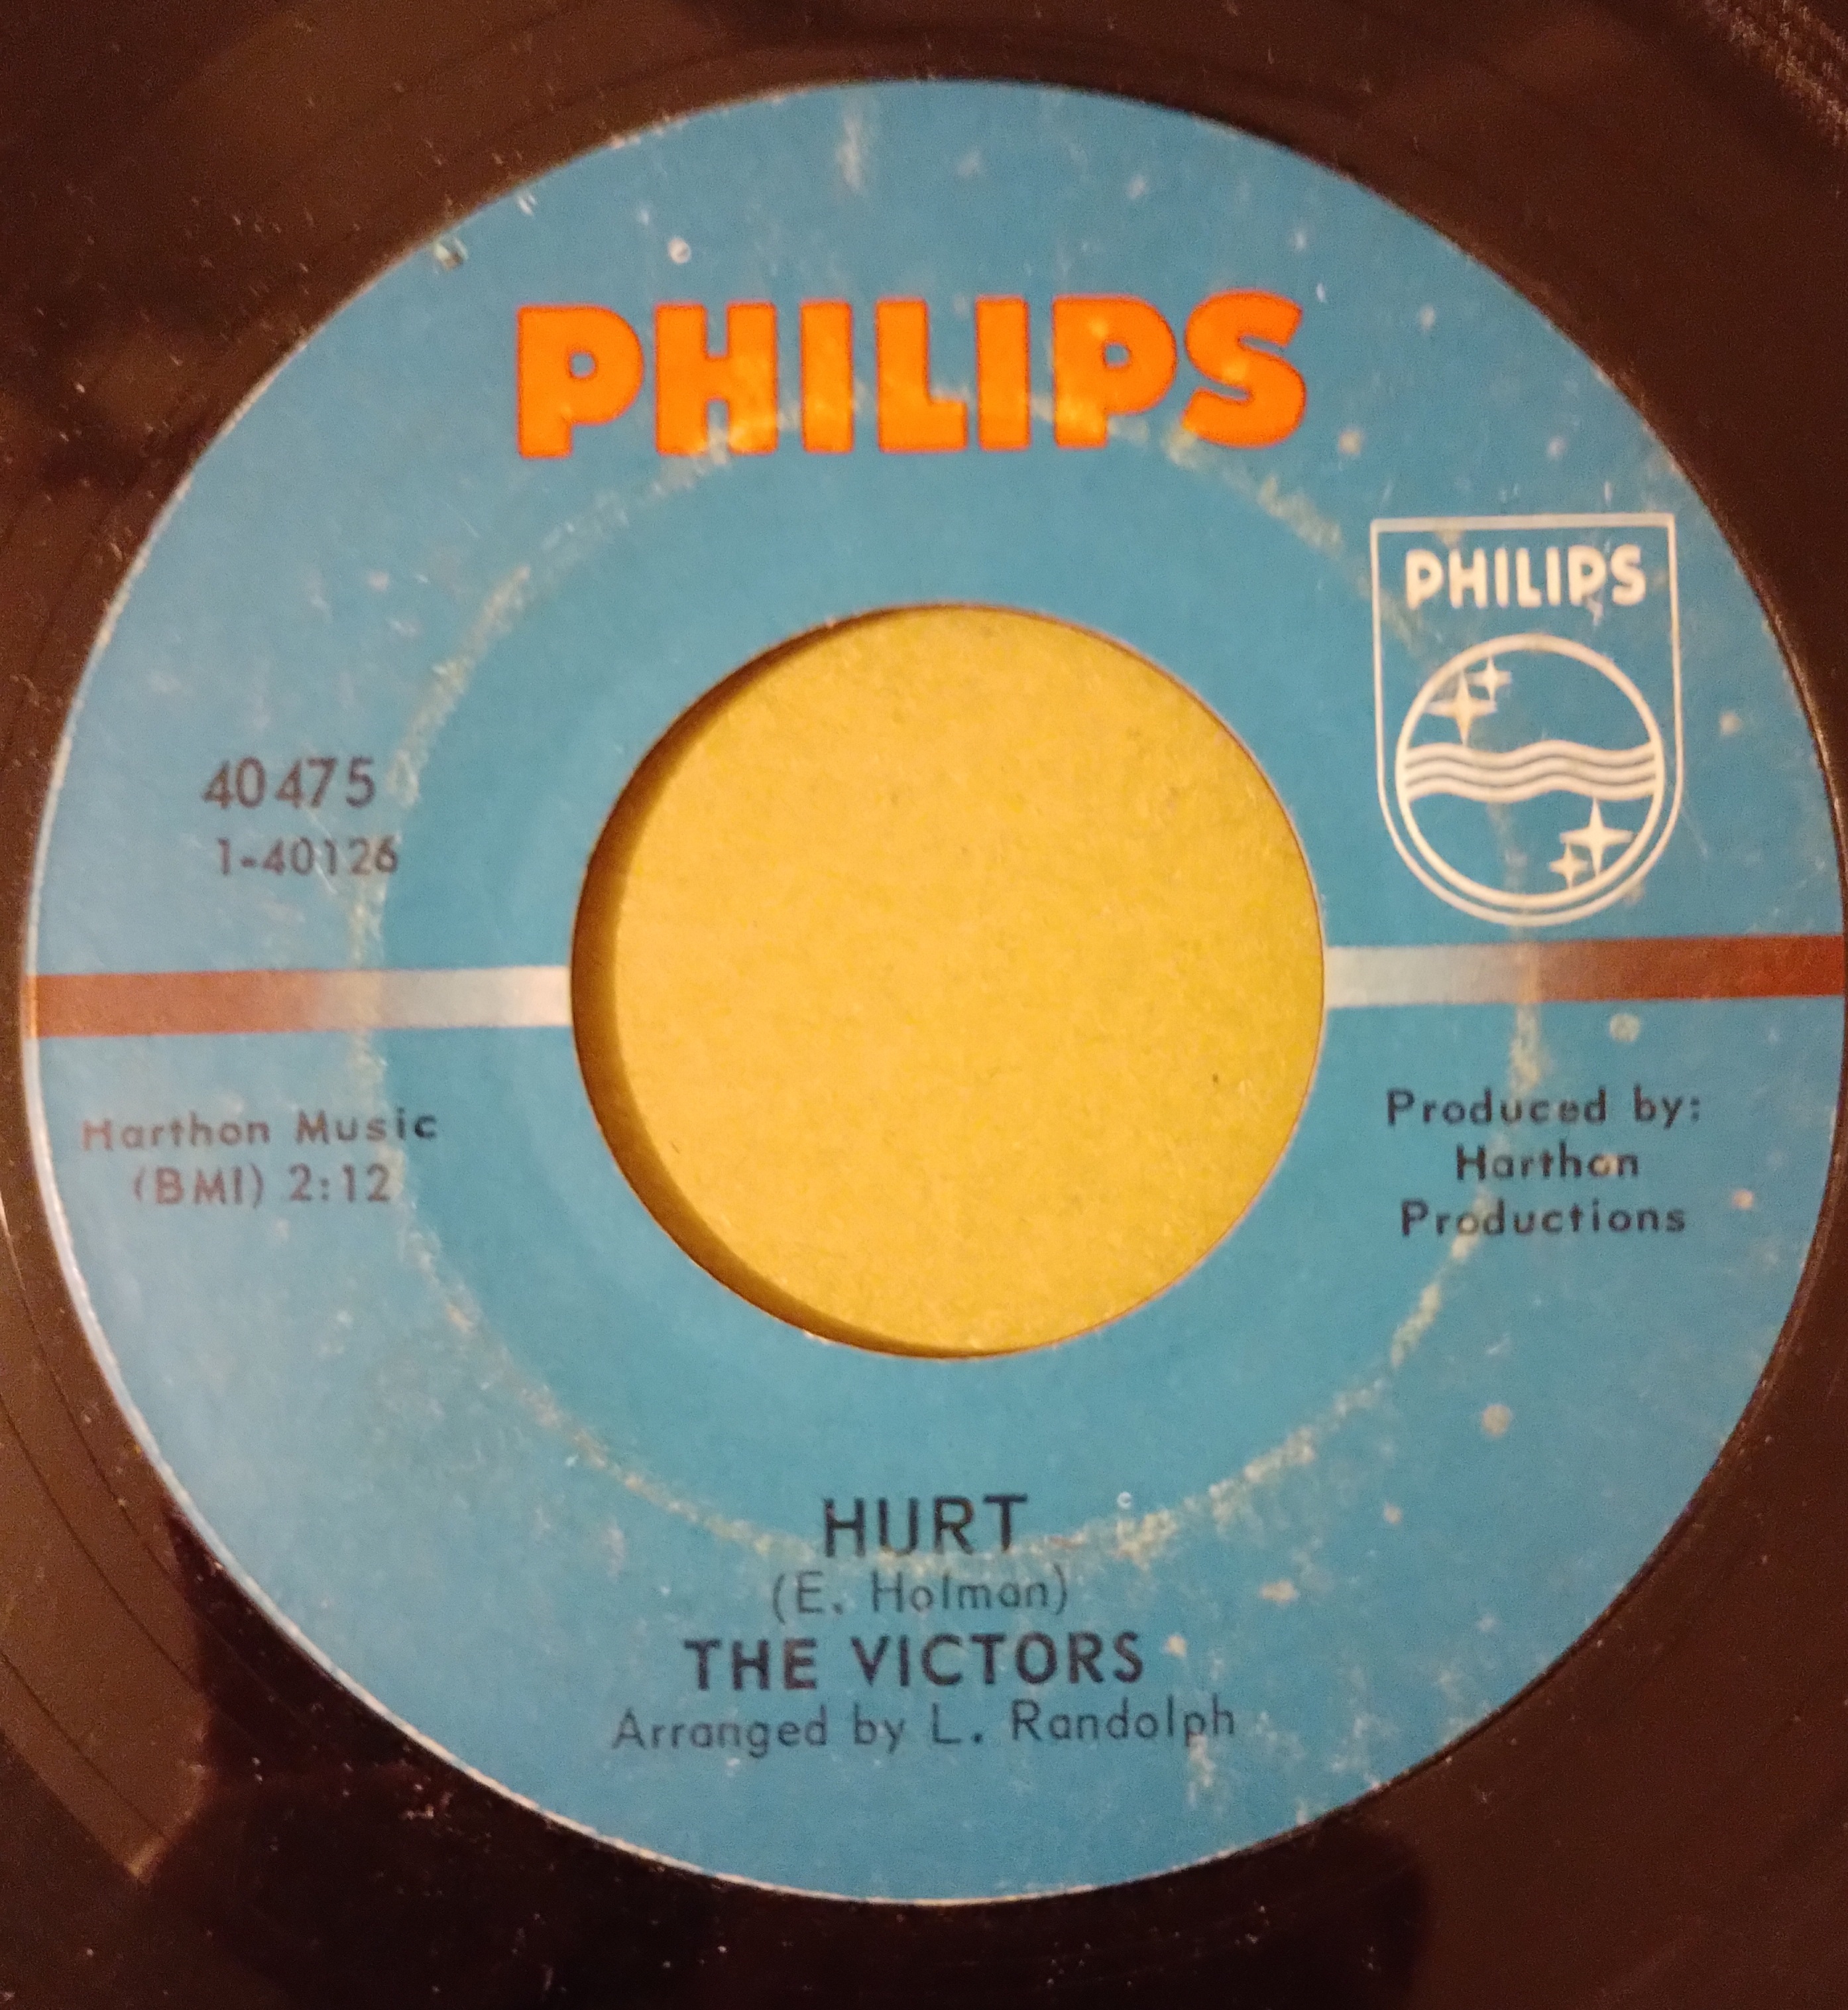 PHILIPS
PHILIPS
40475
1-40126
Harthon Music
(BMI) 2:12
Produced by:
Harthon
Productions
HURT
(E. Holman)
THE VICTORS
Arranged by L. Randolph